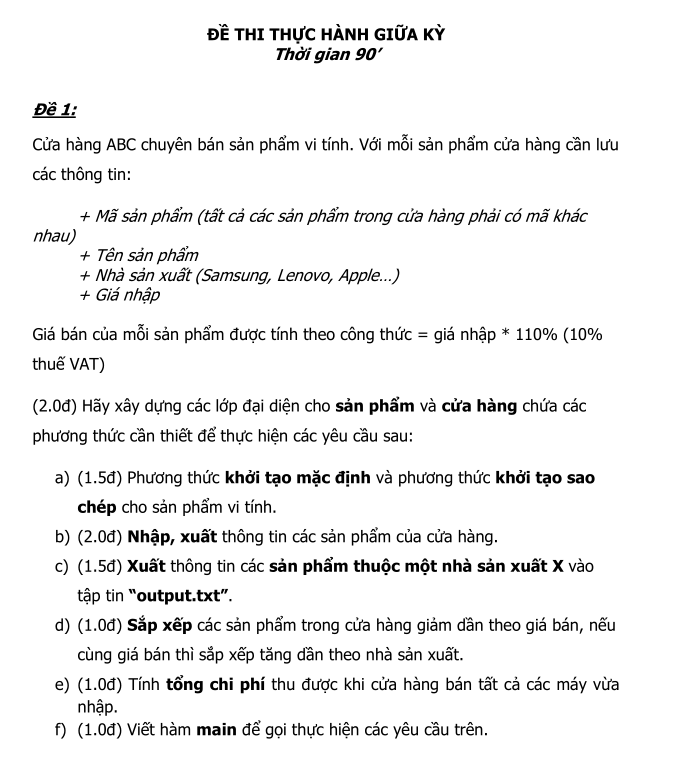 ĐỀ THI THỰC HÀNH GIỮA KỲ
Thời gian 90’
Đề 1:
Cửa hàng ABC chuyên bán sản phẩm vi tính. Với mỗi sản phẩm cửa hàng cần lưu
các thông tin:
+ Mã sản phẩm (tất cả các sản phẩm trong cửa hàng phải có mã khác
nhau)
+ Tên sản phẩm
+ Nhà sản xuất (Samsung, Lenovo, Apple…)
+ Giá nhập
Giá bán của mỗi sản phẩm được tính theo công thức = giá nhập * 110% (10%
thuế VAT)
(2.0đ) Hãy xây dựng các lớp đại diện cho sản phẩm và cửa hàng chứa các
phương thức cần thiết để thực hiện các yêu cầu sau:
a) (1.5đ) Phương thức khởi tạo mặc định và phương thức khởi tạo sao
chép cho sản phẩm vi tính.
b) (2.0đ) Nhập, xuất thông tin các sản phẩm của cửa hàng.
c) (1.5đ) Xuất thông tin các sản phẩm thuộc một nhà sản xuất X vào
tập tin “output.txt”.
d) (1.0đ) Sắp xếp các sản phẩm trong cửa hàng giảm dần theo giá bán, nếu
cùng giá bán thì sắp xếp tăng dần theo nhà sản xuất.
e) (1.0đ) Tính tổng chi phí thu được khi cửa hàng bán tất cả các máy vừa
nhập.
f) (1.0đ) Viết hàm main để gọi thực hiện các yêu cầu trên.